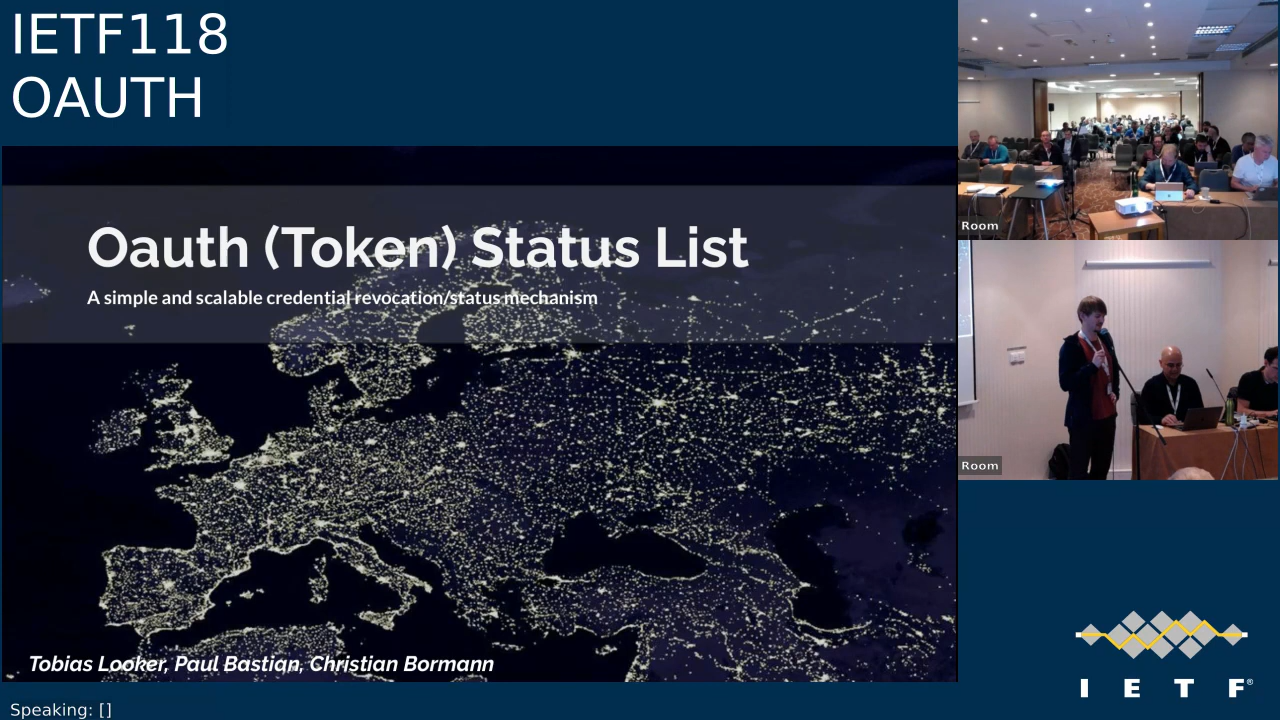 IETF118
OAUTH
Oauth (Token) Status List
A simple and scalable credential revocation/status mechanism
Tobias Looker, Paul Bastian, Christian Bormann
Room
Room
I E T F®
Speaking: []